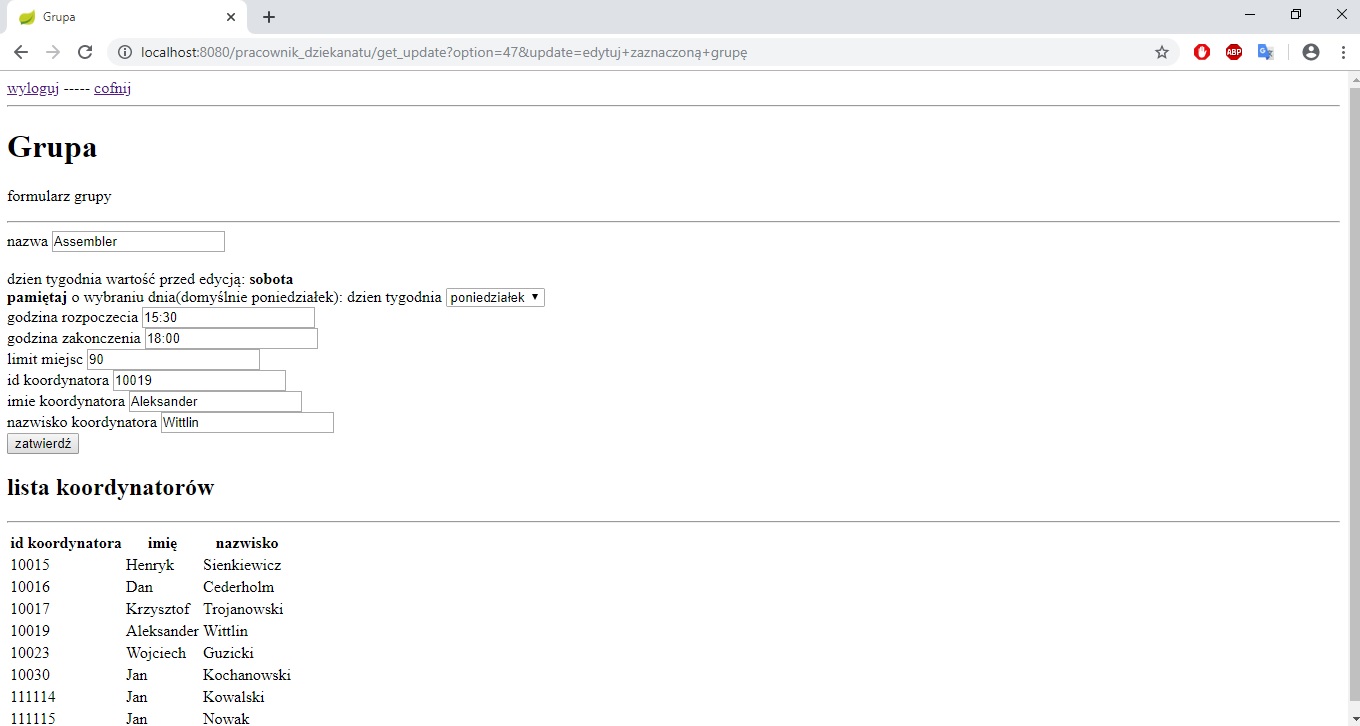 Grupa
localhost:8080/pracownik_dziekanatu/get_update?option=47&update=edytuj+zaznaczoną+grupę
ABP
wyloguj ----- cofnij
Grupa
formularz grupy
nazwa Assembler
dzien tygodnia wartość przed edycją: sobota
pamiętaj o wybraniu dnia(domyślnie poniedziałek): dzien tygodnia poniedziałek
godzina rozpoczecia 15:30
godzina zakonczenia 18:00
limit miejsc 90
id koordynatora 10019
imie koordynatora Aleksander
nazwisko koordynatora Wittlin
zatwierdź
lista koordynatorów
id koordynatora imię nazwisko
10015 Henryk Sienkiewicz
10016 Dan Cederholm
10017 Krzysztof Trojanowski
10019 Aleksander Wittlin
10023 Wojciech Guzicki
10030 Jan Kochanowski
111114 Jan Kowalski
111115 Jan Nowak